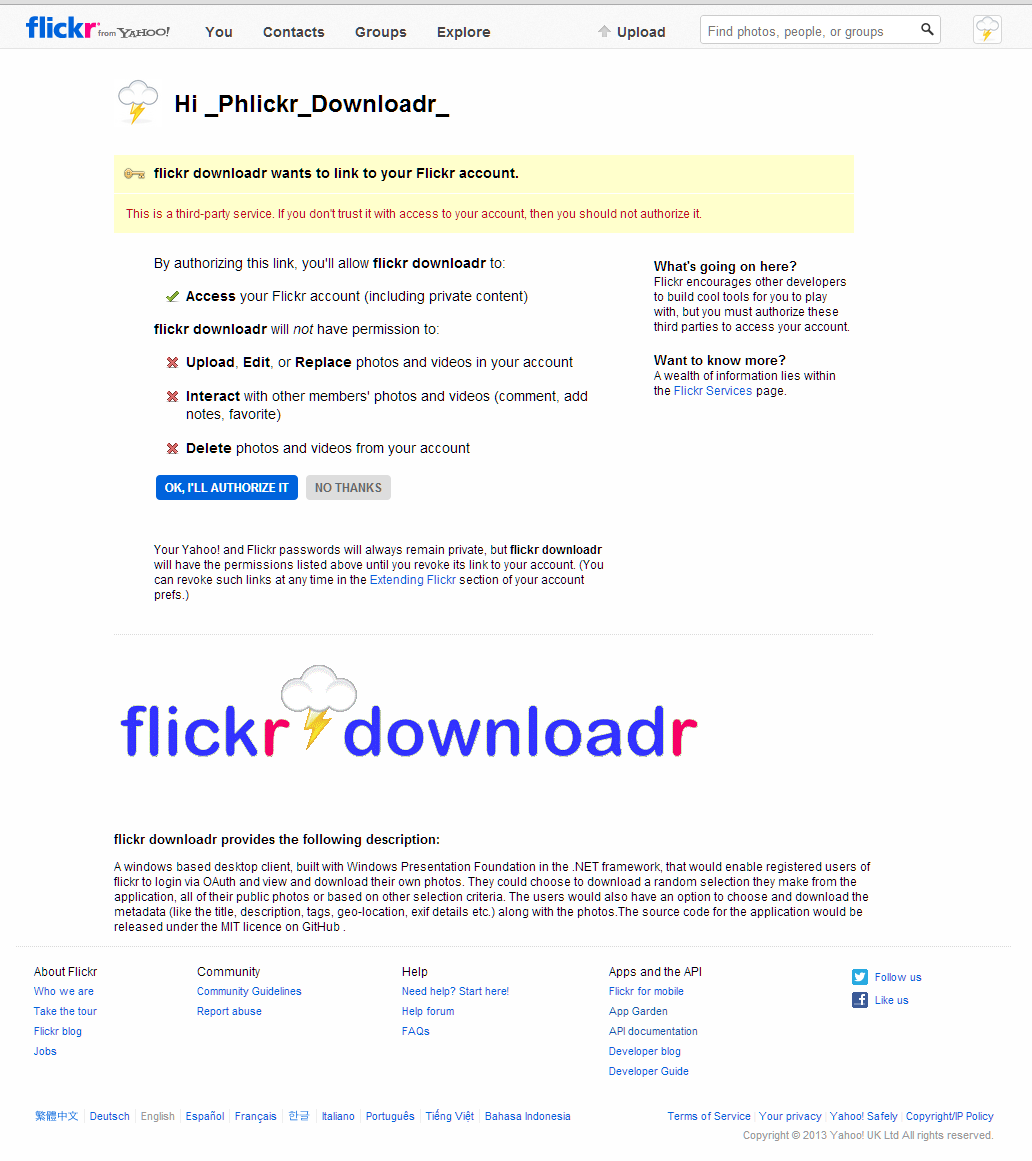 flickr from YAHOO!
You Contacts Groups Explore Upload Find photos, people, or groups
Hi _Phlickr_Downloadr_
flickr downloadr wants to link to your Flickr account.
This is a third-party service. If you don't trust it with access to your account, then you should not authorize it.
By authorizing this link, you'll allow flickr downloadr to:
Access your Flickr account (including private content)
flickr downloadr will not have permission to:
Upload, Edit, or Replace photos and videos in your account
Interact with other members' photos and videos (comment, add
notes, favorite)
Delete photos and videos from your account
OK, I'LL AUTHORIZE IT NO THANKS
What's going on here?
Flickr encourages other developers
to build cool tools for you to play
with, but you must authorize these
third parties to access your account.
Want to know more?
A wealth of information lies within
the Flickr Services page.
Your Yahoo! and Flickr passwords will always remain private, but flickr downloadr
will have the permissions listed above until you revoke its link to your account. (You
can revoke such links at any time in the Extending Flickr section of your account
prefs.)
flickr downloadr
flickr downloadr provides the following description:
A windows based desktop client, built with Windows Presentation Foundation in the .NET framework, that would enable registered users of
flickr to login via OAuth and view and download their own photos. They could choose to download a random selection they make from the
application, all of their public photos or based on other selection criteria. The users would also have an option to choose and download the
metadata (like the title, description, tags, geo-location, exif details etc.) along with the photos.The source code for the application would be
released under the MIT licence on GitHub .
About Flickr
Who we are
Take the tour
Flickr blog
Jobs
Community
Community Guidelines
Report abuse
Help
Need help? Start here!
Help forum
FAQs
Apps and the API
Flickr for mobile
App Garden
API documentation
Developer blog
Developer Guide
Follow us
Like us
繁體中文 Deutsch English Español Français 한글 Italiano Português Tiếng Việt Bahasa Indonesia
Terms of Service Your privacy Yahoo! Safely Copyright/IP Policy
Copyright © 2013 Yahoo! UK Ltd All rights reserved.